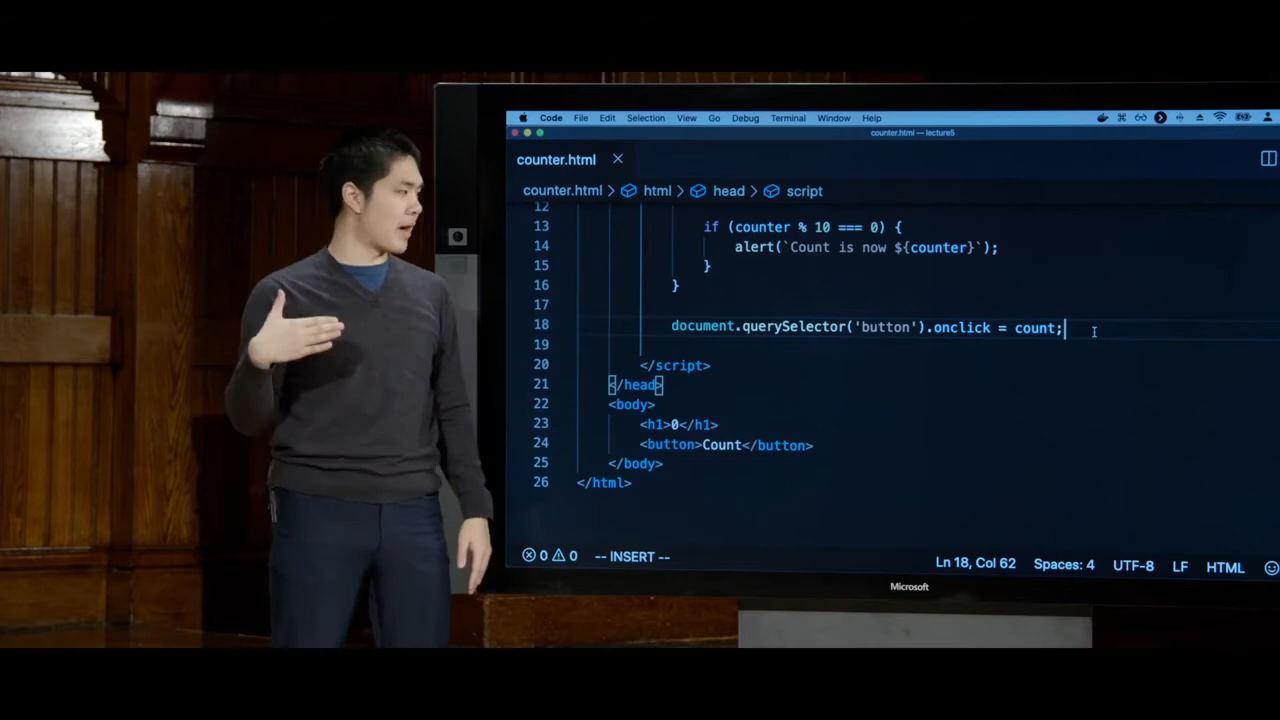 Code File Edit Selection View Go Debug Terminal Window Help
counter.html — lecture5
counter.html
counter.html > html > head > script
12
13 if (counter % 10 === 0) {
14 alert(`Count is now ${counter}`);
15 }
16 }
17
18 document.querySelector('button').onclick = count;
19
20 </script>
21 </head>
22 <body>
23 <h1>0</h1>
24 <button>Count</button>
25 </body>
26 </html>
0 0 -- INSERT -- Ln 18, Col 62 Spaces: 4 UTF-8 LF HTML
Microsoft